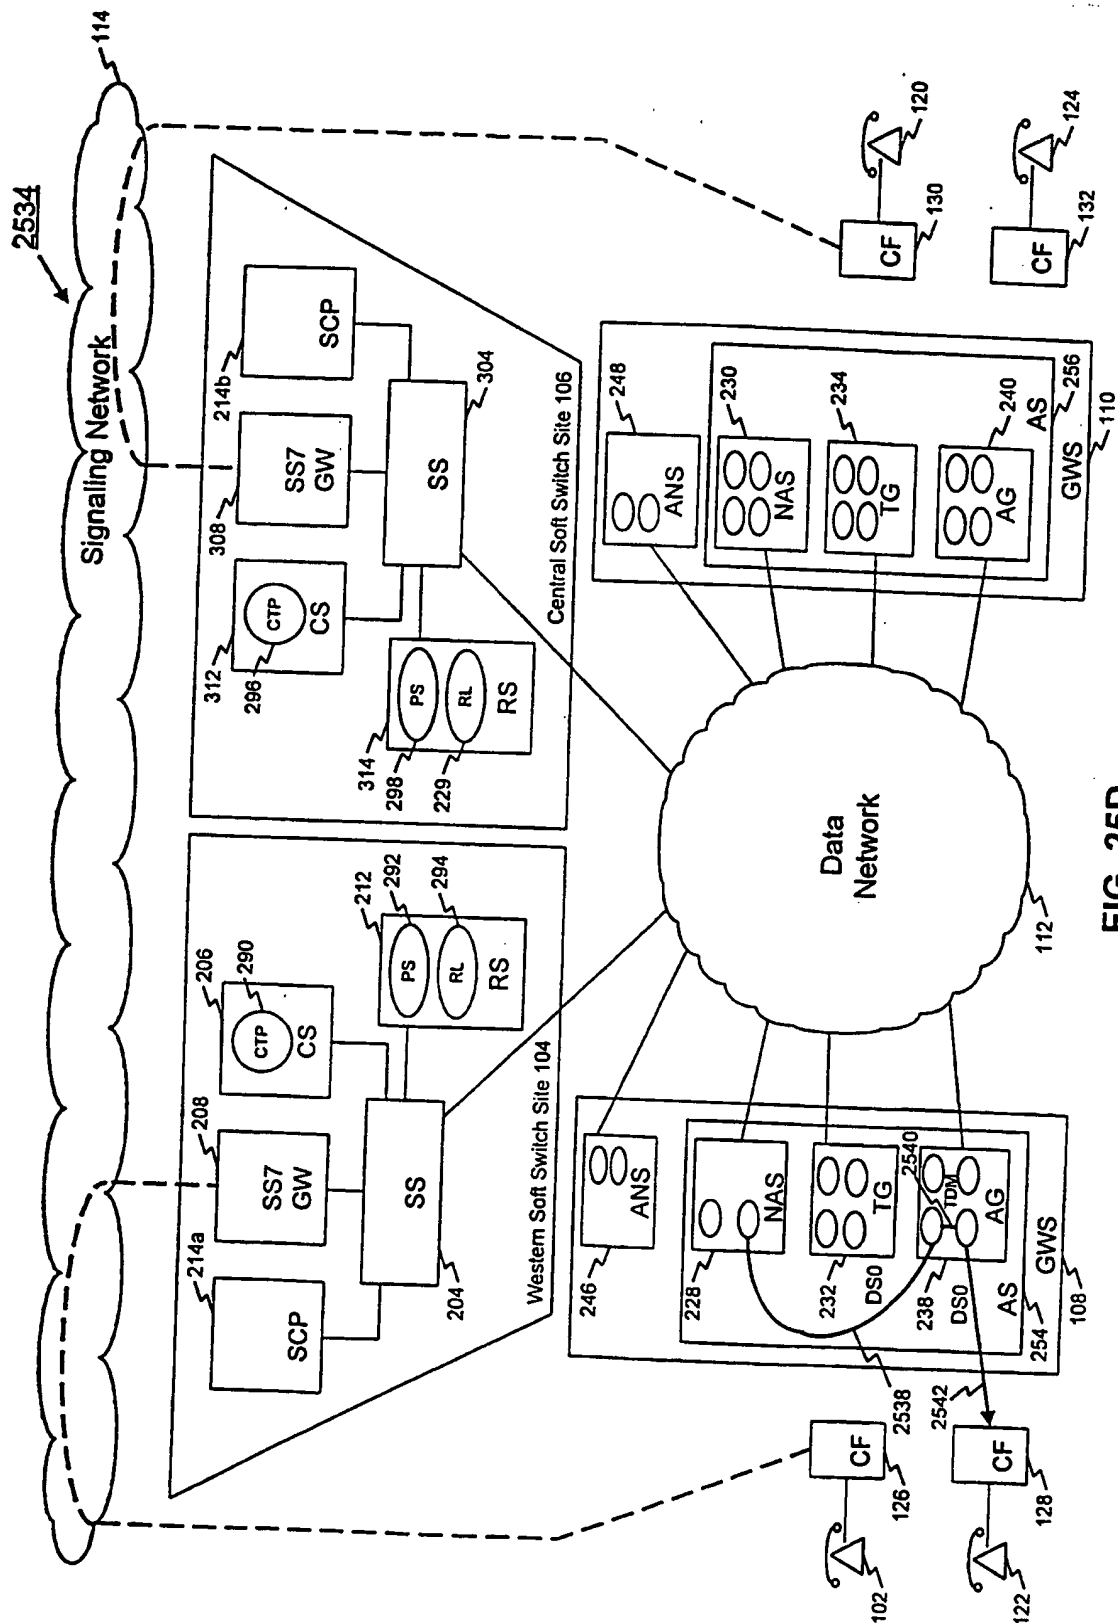 2534
114
Signaling Network
214a
208
206
290
212
292
294
SCP
SS7
GW
CTP
CS
PS
RL
RS
SS
204
Western Soft Switch Site 104
312
296
308
214b
CTP
CS
SS7
GW
SCP
314
298
229
PS
RL
RS
SS
304
Central Soft Switch Site 106
246
ANS
228
NAS
232
TG
DS0
2540
238
TDM
AG
DS0
AS
254
GWS
108
2538
2542
102
CF
126
122
CF
128
Data
Network
112
248
ANS
230
NAS
234
TG
240
AG
AS
256
GWS
110
CF
130
120
CF
132
124
FIG. 25D